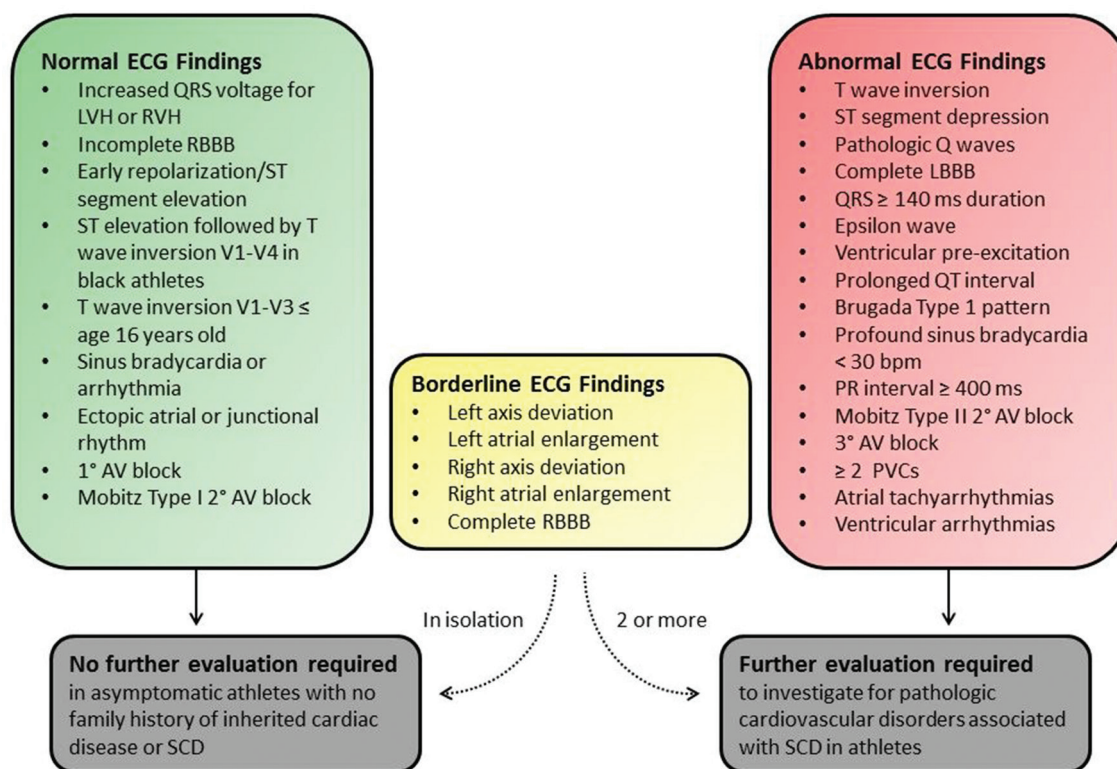 Normal ECG Findings
• Increased QRS voltage for
LVH or RVH
• Incomplete RBBB
• Early repolarization/ST
segment elevation
• ST elevation followed by T
wave inversion V1-V4 in
black athletes
• T wave inversion V1-V3 ≤
age 16 years old
• Sinus bradycardia or
arrhythmia
• Ectopic atrial or junctional
rhythm
• 1° AV block
• Mobitz Type I 2° AV block
Borderline ECG Findings
• Left axis deviation
• Left atrial enlargement
• Right axis deviation
• Right atrial enlargement
• Complete RBBB
Abnormal ECG Findings
• T wave inversion
• ST segment depression
• Pathologic Q waves
• Complete LBBB
• QRS ≥ 140 ms duration
• Epsilon wave
• Ventricular pre-excitation
• Prolonged QT interval
• Brugada Type 1 pattern
• Profound sinus bradycardia
< 30 bpm
• PR interval ≥ 400 ms
• Mobitz Type II 2° AV block
• 3° AV block
• ≥ 2 PVCs
• Atrial tachyarrhythmias
• Ventricular arrhythmias
In isolation
2 or more
No further evaluation required
in asymptomatic athletes with no
family history of inherited cardiac
disease or SCD
Further evaluation required
to investigate for pathologic
cardiovascular disorders associated
with SCD in athletes